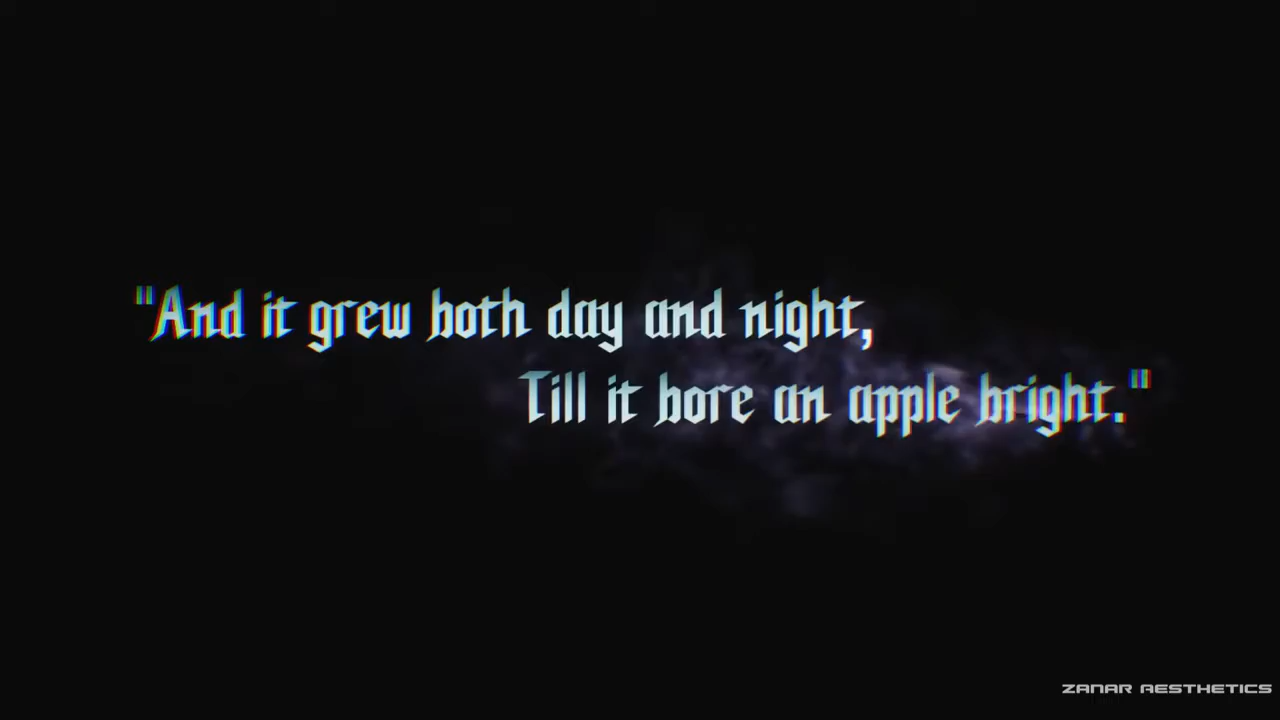 "And it grew both day and night,
Till it bore an apple bright."
ZANAR AESTHETICS